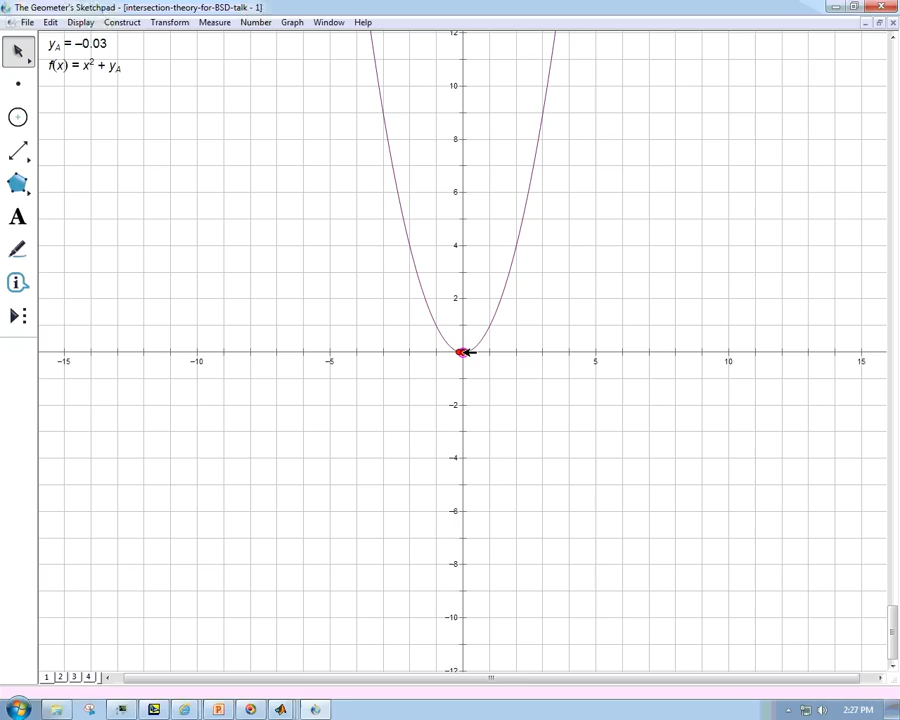 The Geometer's Sketchpad - [intersection-theory-for-BSD-talk - 1]
File Edit Display Construct Transform Measure Number Graph Window Help
y_A = –0.03
f(x) = x² + y_A
12
10
8
6
4
2
–15 –10 –5 5 10 15
–2
–4
–6
–8
–10
–12
1 2 3 4
2:27 PM